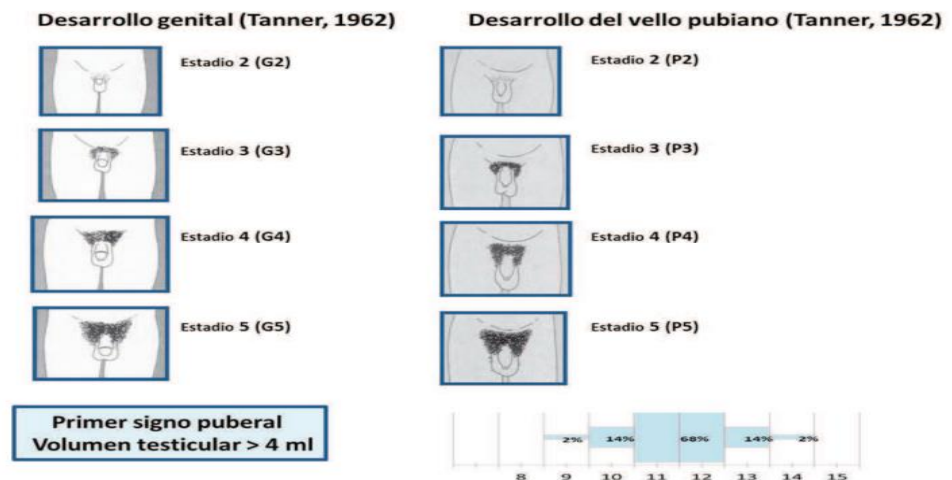 Desarrollo genital (Tanner, 1962)
Estadio 2 (G2)
Estadio 3 (G3)
Estadio 4 (G4)
Estadio 5 (G5)
Primer signo puberal
Volumen testicular > 4 ml
Desarrollo del vello pubiano (Tanner, 1962)
Estadio 2 (P2)
Estadio 3 (P3)
Estadio 4 (P4)
Estadio 5 (P5)
2% 14% 68% 14% 2%
8 9 10 11 12 13 14 15